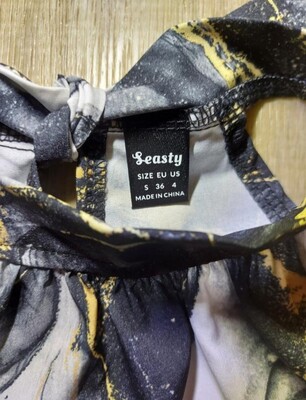 Seasty
SIZE EU US
S 36 4
MADE IN CHINA